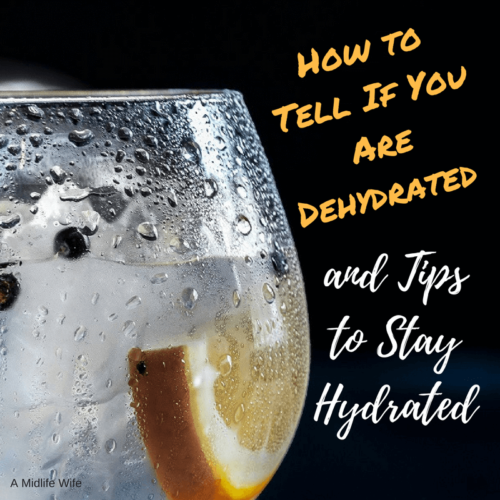 How to
Tell If You
Are
Dehydrated
and Tips
to Stay
Hydrated
A Midlife Wife